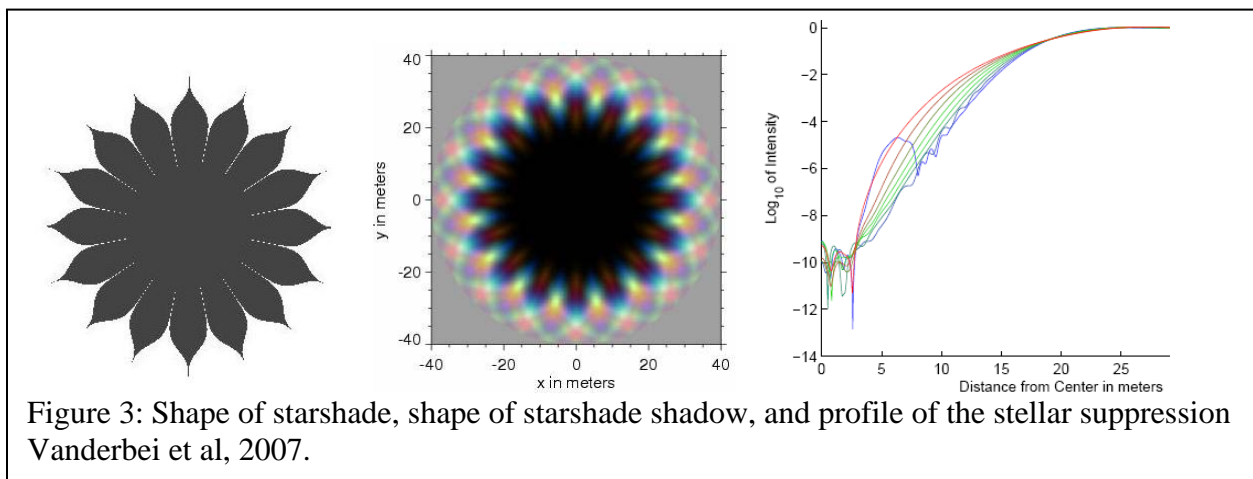 40
20
0
-20
-40
y in meters
-40 -20 0 20 40
x in meters
0
−2
−4
−6
−8
−10
−12
−14
Log10 of Intensity
0 5 10 15 20 25
Distance from Center in meters
Figure 3: Shape of starshade, shape of starshade shadow, and profile of the stellar suppression
Vanderbei et al, 2007.